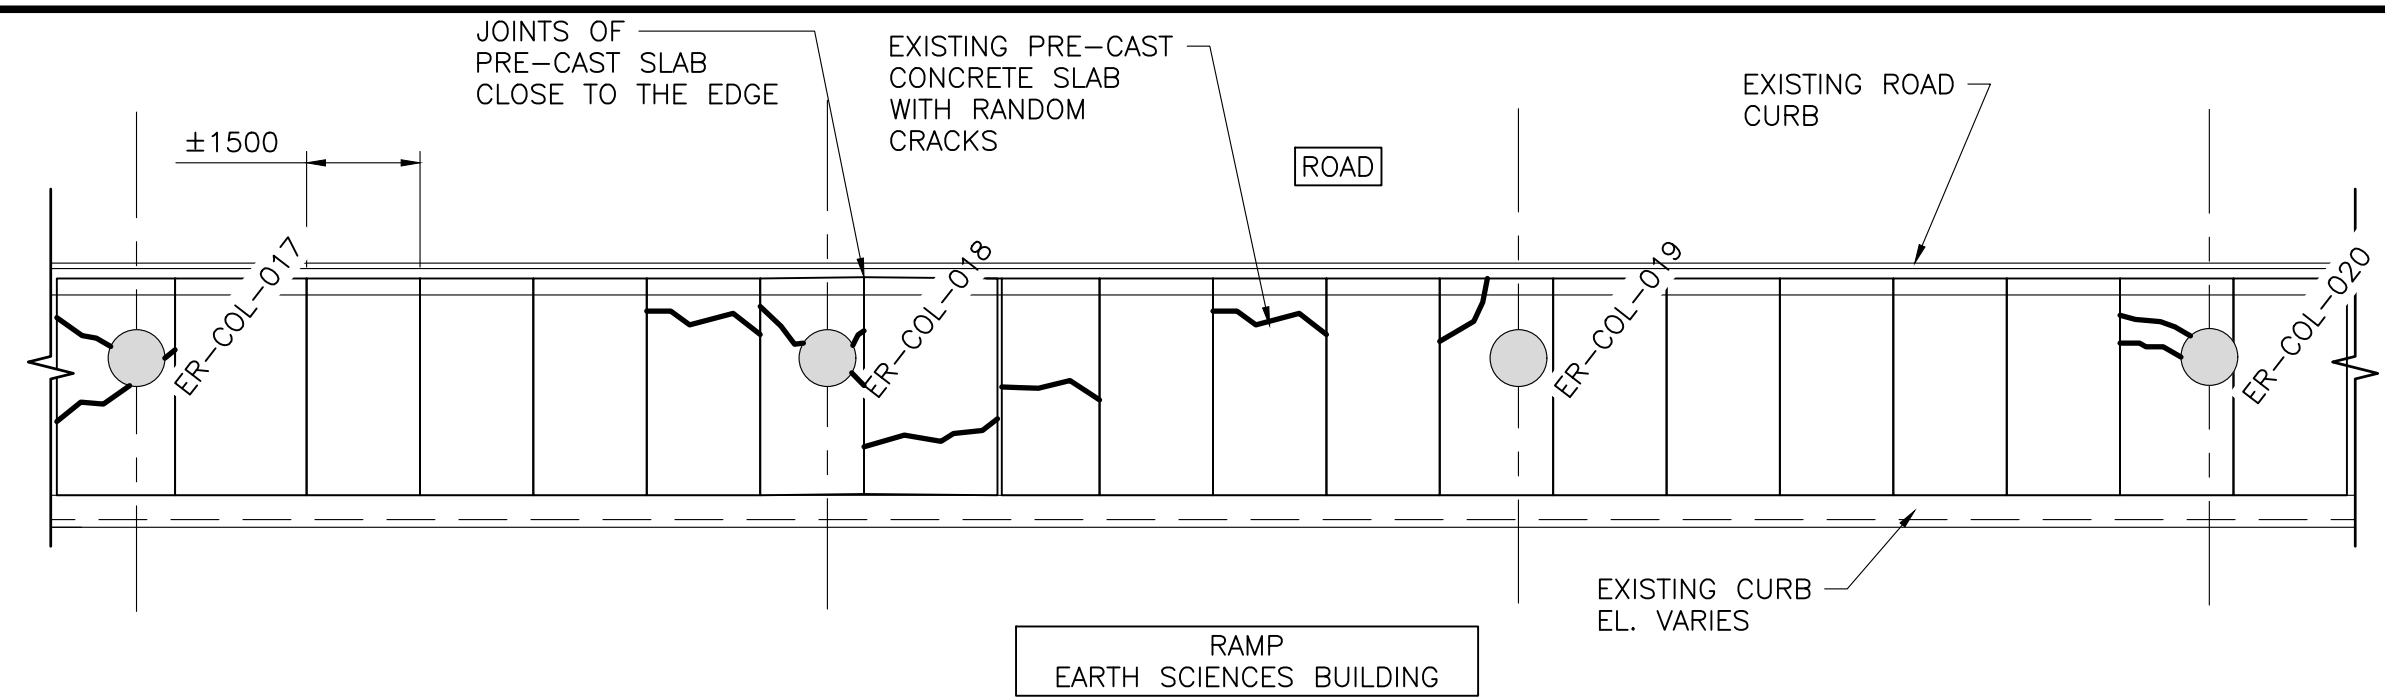 JOINTS OF
PRE-CAST SLAB
CLOSE TO THE EDGE
EXISTING PRE-CAST
CONCRETE SLAB
WITH RANDOM
CRACKS
EXISTING ROAD
CURB
±1500
ROAD
ER-COL-017
ER-COL-018
ER-COL-019
ER-COL-020
EXISTING CURB
EL. VARIES
RAMP
EARTH SCIENCES BUILDING